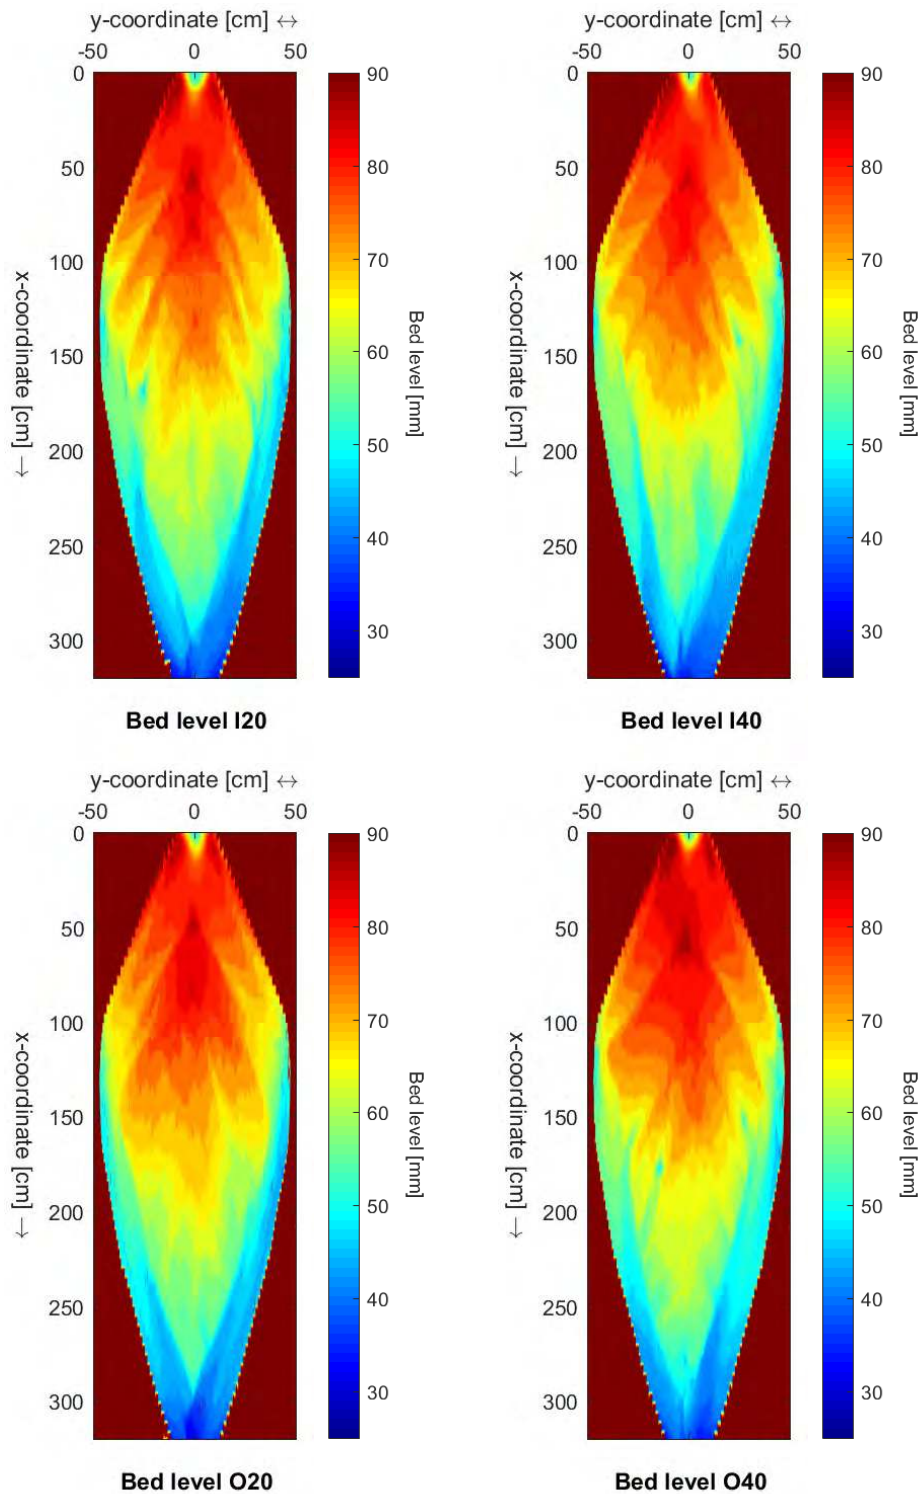 y-coordinate [cm] ↔
-50 0 50
0
50
100
150
200
250
300
x-coordinate [cm] →
90
80
70
60
50
40
30
Bed level [mm]
Bed level I20
y-coordinate [cm] ↔
-50 0 50
0
50
100
150
200
250
300
x-coordinate [cm] →
90
80
70
60
50
40
30
Bed level [mm]
Bed level I40
y-coordinate [cm] ↔
-50 0 50
0
50
100
150
200
250
300
x-coordinate [cm] →
90
80
70
60
50
40
30
Bed level [mm]
Bed level O20
y-coordinate [cm] ↔
-50 0 50
0
50
100
150
200
250
300
x-coordinate [cm] →
90
80
70
60
50
40
30
Bed level [mm]
Bed level O40